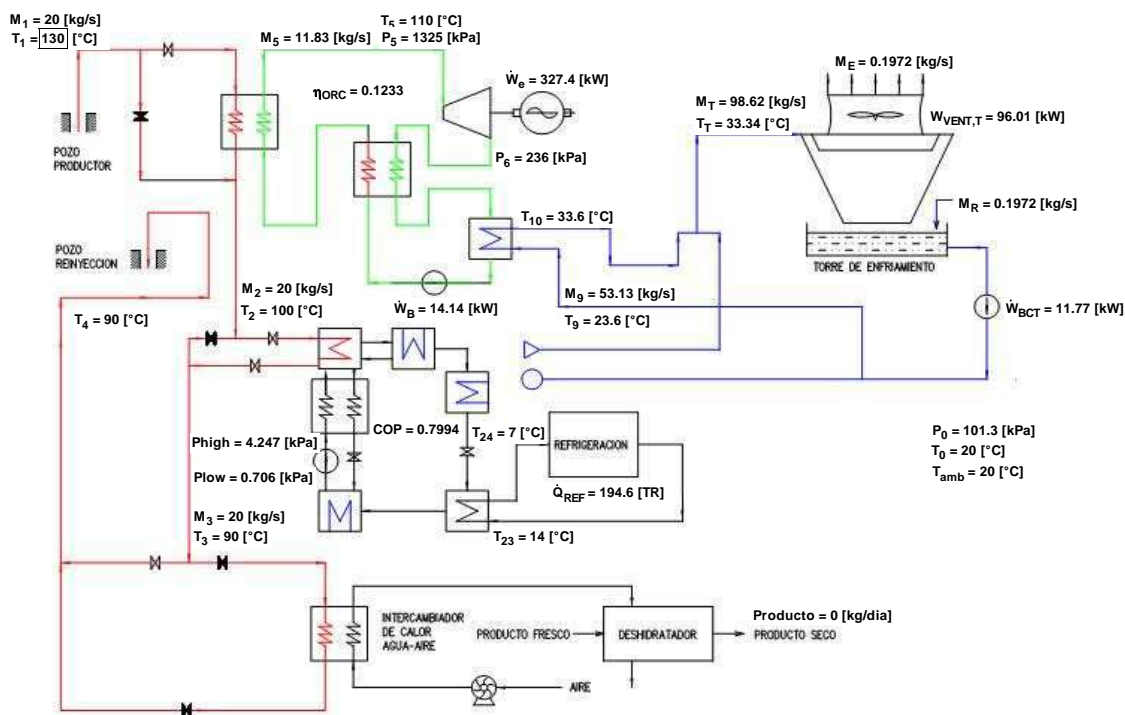 M1 = 20 [kg/s]
T1 = 130 [°C]
POZO
PRODUCTOR
M5 = 11.83 [kg/s]
T5 = 110 [°C]
P5 = 1325 [kPa]
ηORC = 0.1233
Ẇe = 327.4 [kW]
P6 = 236 [kPa]
ME = 0.1972 [kg/s]
MT = 98.62 [kg/s]
TT = 33.34 [°C]
WVENT,T = 96.01 [kW]
MR = 0.1972 [kg/s]
TORRE DE ENFRIAMIENTO
T10 = 33.6 [°C]
POZO
REINYECCION
M9 = 53.13 [kg/s]
T9 = 23.6 [°C]
ẆB = 14.14 [kW]
ẆBCT = 11.77 [kW]
M2 = 20 [kg/s]
T2 = 100 [°C]
T4 = 90 [°C]
COP = 0.7994
T24 = 7 [°C]
REFRIGERACION
Phigh = 4.247 [kPa]
Plow = 0.706 [kPa]
Q̇REF = 194.6 [TR]
T23 = 14 [°C]
P0 = 101.3 [kPa]
T0 = 20 [°C]
Tamb = 20 [°C]
M3 = 20 [kg/s]
T3 = 90 [°C]
INTERCAMBIADOR
DE CALOR
AGUA-AIRE
PRODUCTO FRESCO
DESHIDRATADOR
Producto = 0 [kg/dia]
PRODUCTO SECO
AIRE